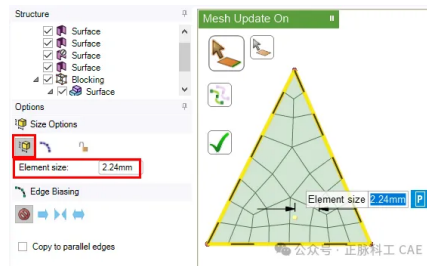 Structure
Surface
Surface
Surface
Surface
Blocking
Surface
Options
Size Options
Element size: 2.24mm
Edge Biasing
Copy to parallel edges
Mesh Update On
Element size 2.24mm P
公众号 · 正脉科工 CAE